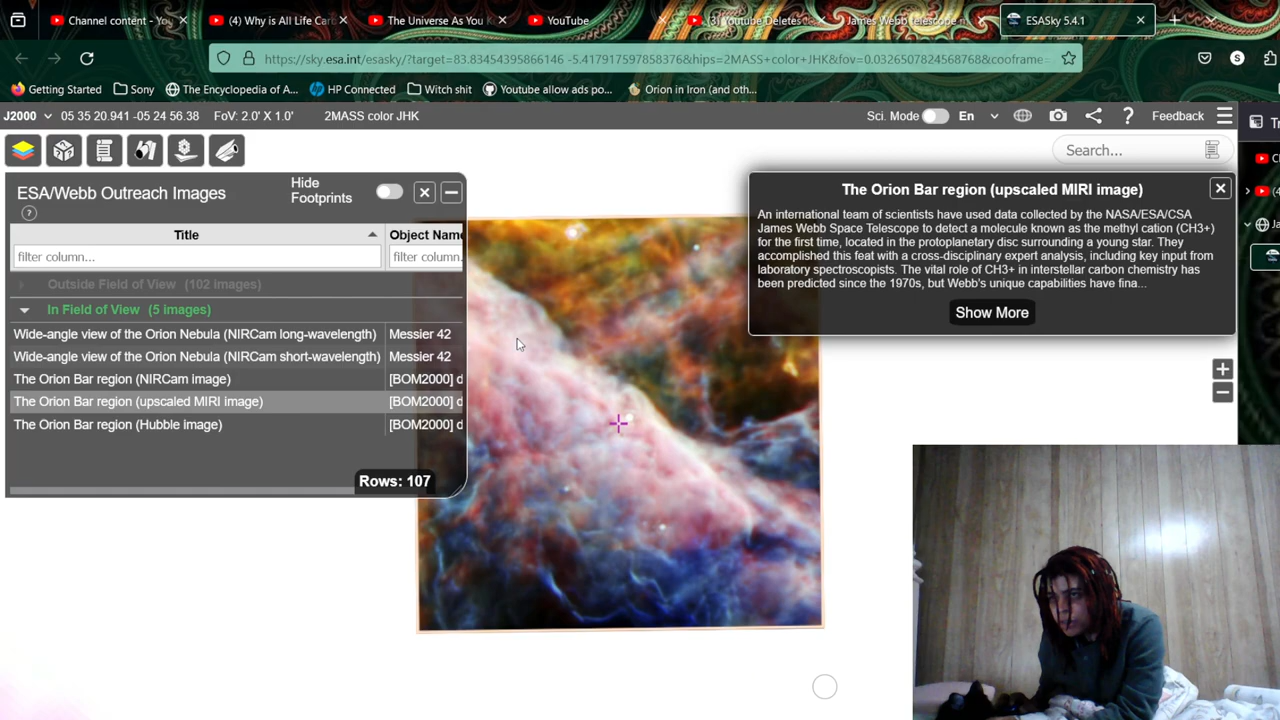 Channel content - Yo
(4) Why is All Life Carb
The Universe As You K
YouTube
(3) Youtube Deletes
James Webb telescope m
ESASky 5.4.1
https://sky.esa.int/esasky/?target=83.83454395866146 -5.417917597858376&hips=2MASS+color+JHK&fov=0.0326507824568768&cooframe=
Getting Started
Sony
The Encyclopedia of A...
HP Connected
Witch shit
Youtube allow ads po...
Orion in Iron (and oth...
J2000 05 35 20.941 -05 24 56.38 FoV: 2.0' X 1.0' 2MASS color JHK
Sci. Mode En Feedback
Search...
ESA/Webb Outreach Images
Hide
Footprints
?
Title Object Name
filter column... filter column.
Outside Field of View (102 images)
In Field of View (5 images)
Wide-angle view of the Orion Nebula (NIRCam long-wavelength) Messier 42
Wide-angle view of the Orion Nebula (NIRCam short-wavelength) Messier 42
The Orion Bar region (NIRCam image) [BOM2000] d
The Orion Bar region (upscaled MIRI image) [BOM2000] d
The Orion Bar region (Hubble image) [BOM2000] d
Rows: 107
The Orion Bar region (upscaled MIRI image)
An international team of scientists have used data collected by the NASA/ESA/CSA
James Webb Space Telescope to detect a molecule known as the methyl cation (CH3+)
for the first time, located in the protoplanetary disc surrounding a young star. They
accomplished this feat with a cross-disciplinary expert analysis, including key input from
laboratory spectroscopists. The vital role of CH3+ in interstellar carbon chemistry has
been predicted since the 1970s, but Webb's unique capabilities have fina...
Show More